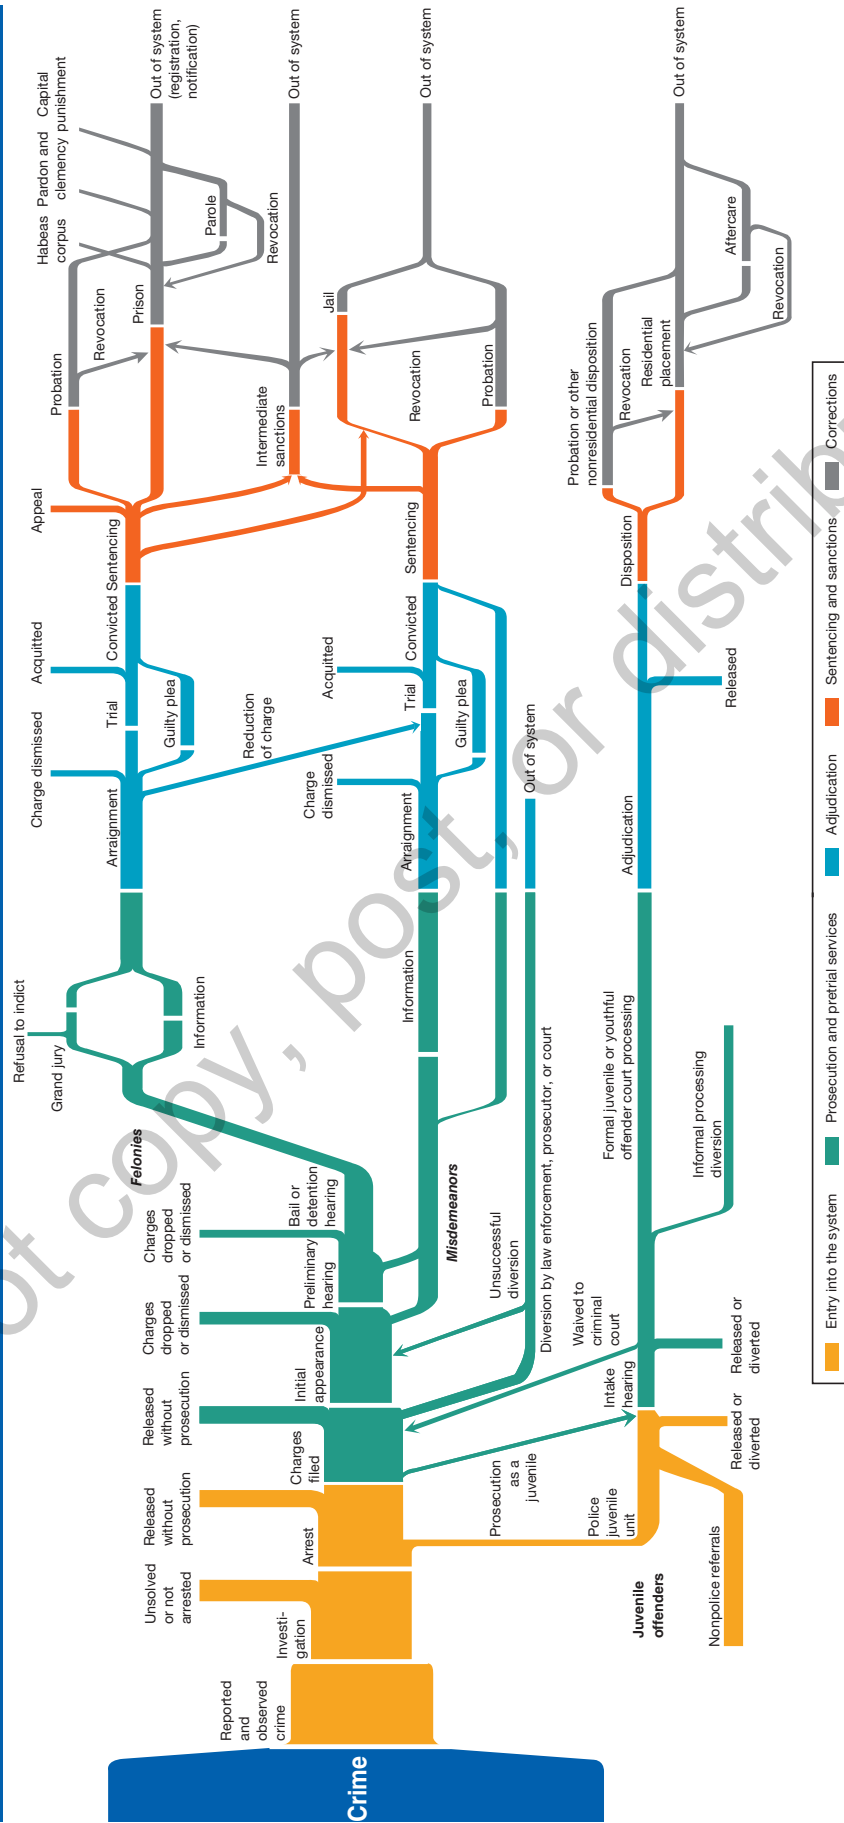 Crime
Reported
and
observed
crime
Investi-
gation
Unsolved
or not
arrested
Arrest
Released
without
prosecution
Charges
filed
Released
without
prosecution
Initial
appearance
Charges
dropped
or dismissed
Preliminary
hearing
Charges
dropped
or dismissed
Bail or
detention
hearing
Felonies
Grand jury
Refusal to indict
Information
Arraignment
Charge dismissed
Trial
Acquitted
Guilty plea
Convicted
Reduction
of charge
Sentencing
Appeal
Probation
Revocation
Prison
Habeas
corpus
Pardon and
clemency
Capital
punishment
Parole
Revocation
Out of system
(registration,
notification)
Intermediate
sanctions
Out of system
Misdemeanors
Information
Arraignment
Charge
dismissed
Trial
Acquitted
Guilty plea
Convicted
Sentencing
Jail
Revocation
Probation
Out of system
Unsuccessful
diversion
Diversion by law enforcement, prosecutor, or court
Out of system
Prosecution
as a
juvenile
Waived to
criminal
court
Juvenile
offenders
Police
juvenile
unit
Nonpolice referrals
Released or
diverted
Intake
hearing
Released or
diverted
Formal juvenile or youthful
offender court processing
Informal processing
diversion
Adjudication
Released
Disposition
Probation or other
nonresidential disposition
Revocation
Residential
placement
Aftercare
Revocation
Out of system
Entry into the system
Prosecution and pretrial services
Adjudication
Sentencing and sanctions
Corrections
ot copy, post, or distrib